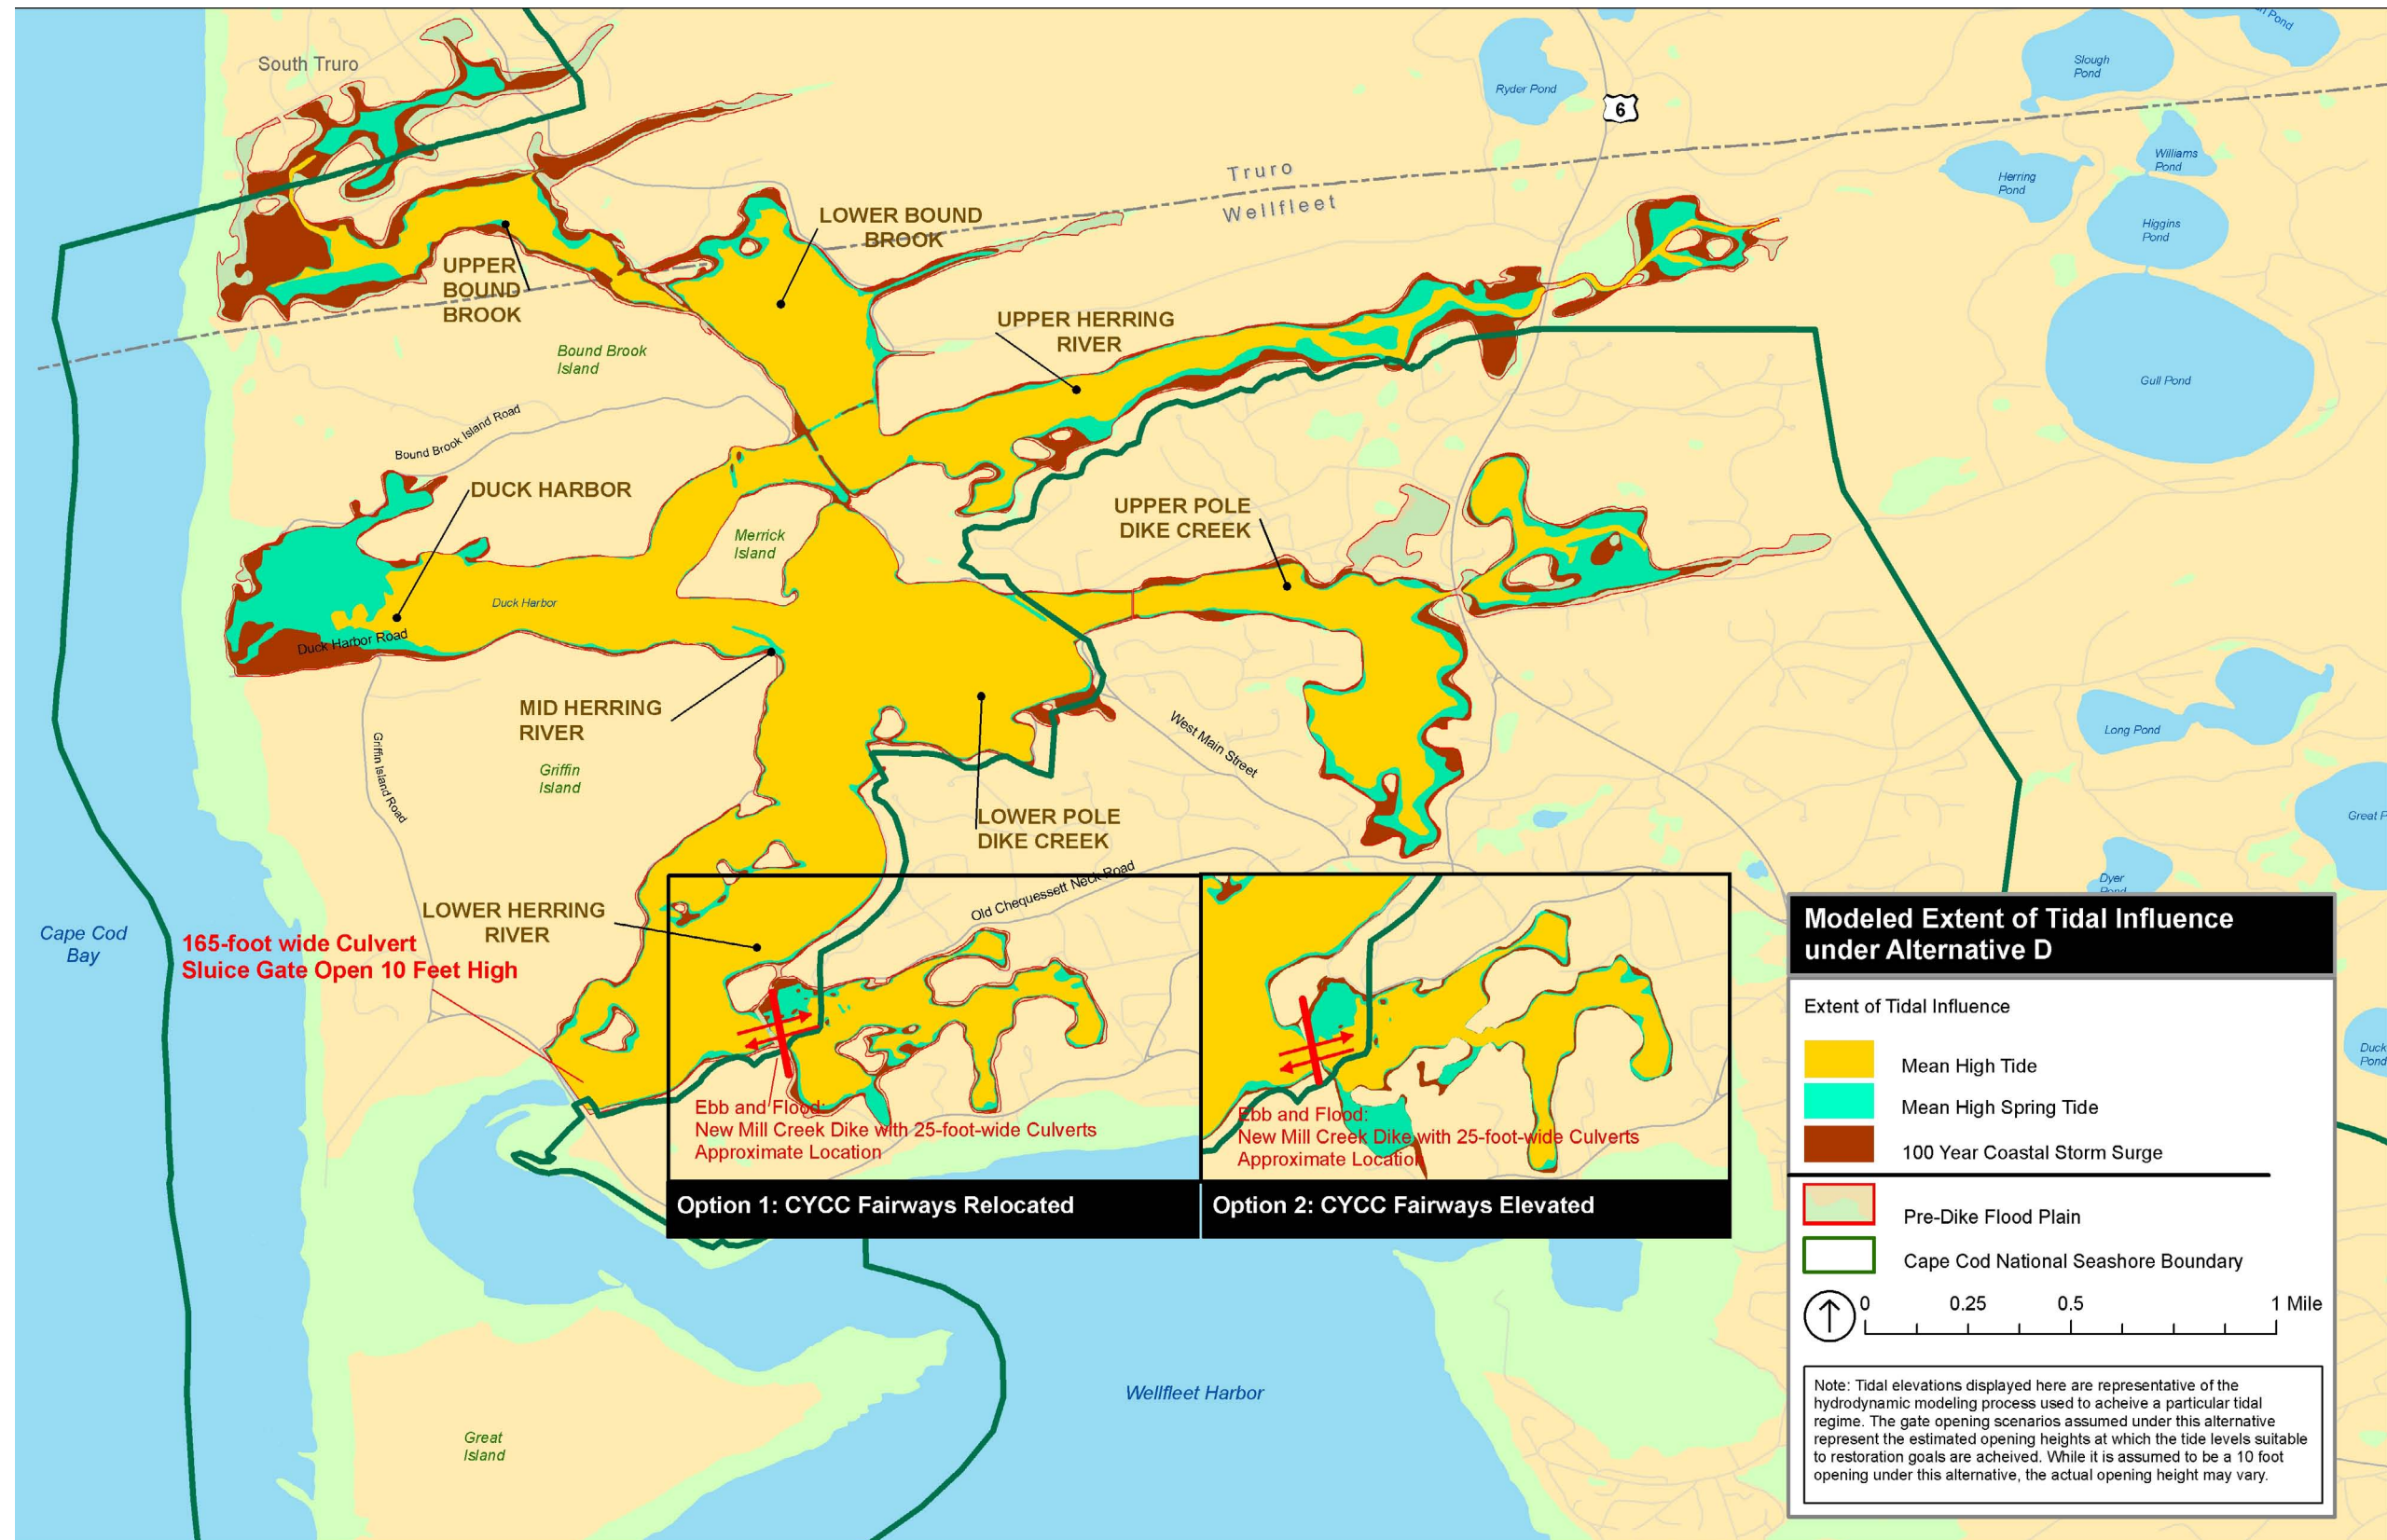 South Truro
n Pond
Slough
Pond
Ryder Pond
6
Williams
Pond
Herring
Pond
Truro
Wellfleet
Higgins
Pond
LOWER BOUND
BROOK
UPPER
BOUND
BROOK
UPPER HERRING
RIVER
Bound Brook
Island
Gull Pond
Bound Brook Island Road
DUCK HARBOR
UPPER POLE
DIKE CREEK
Merrick
Island
Duck Harbor
Duck Harbor Road
MID HERRING
RIVER
West Main Street
Long Pond
Griffin Island Road
Griffin
Island
LOWER POLE
DIKE CREEK
Great P
Dyer
Pond
Old Chequessett Neck Road
LOWER HERRING
RIVER
Cape Cod
Bay
165-foot wide Culvert
Sluice Gate Open 10 Feet High
Duck
Pond
Ebb and Flood:
New Mill Creek Dike with 25-foot-wide Culverts
Approximate Location
Option 1: CYCC Fairways Relocated
Ebb and Flood:
New Mill Creek Dike with 25-foot-wide Culverts
Approximate Location
Option 2: CYCC Fairways Elevated
Wellfleet Harbor
Great
Island
Modeled Extent of Tidal Influence
under Alternative D
Extent of Tidal Influence
Mean High Tide
Mean High Spring Tide
100 Year Coastal Storm Surge
Pre-Dike Flood Plain
Cape Cod National Seashore Boundary
0 0.25 0.5 1 Mile
Note: Tidal elevations displayed here are representative of the
hydrodynamic modeling process used to acheive a particular tidal
regime. The gate opening scenarios assumed under this alternative
represent the estimated opening heights at which the tide levels suitable
to restoration goals are acheived. While it is assumed to be a 10 foot
opening under this alternative, the actual opening height may vary.